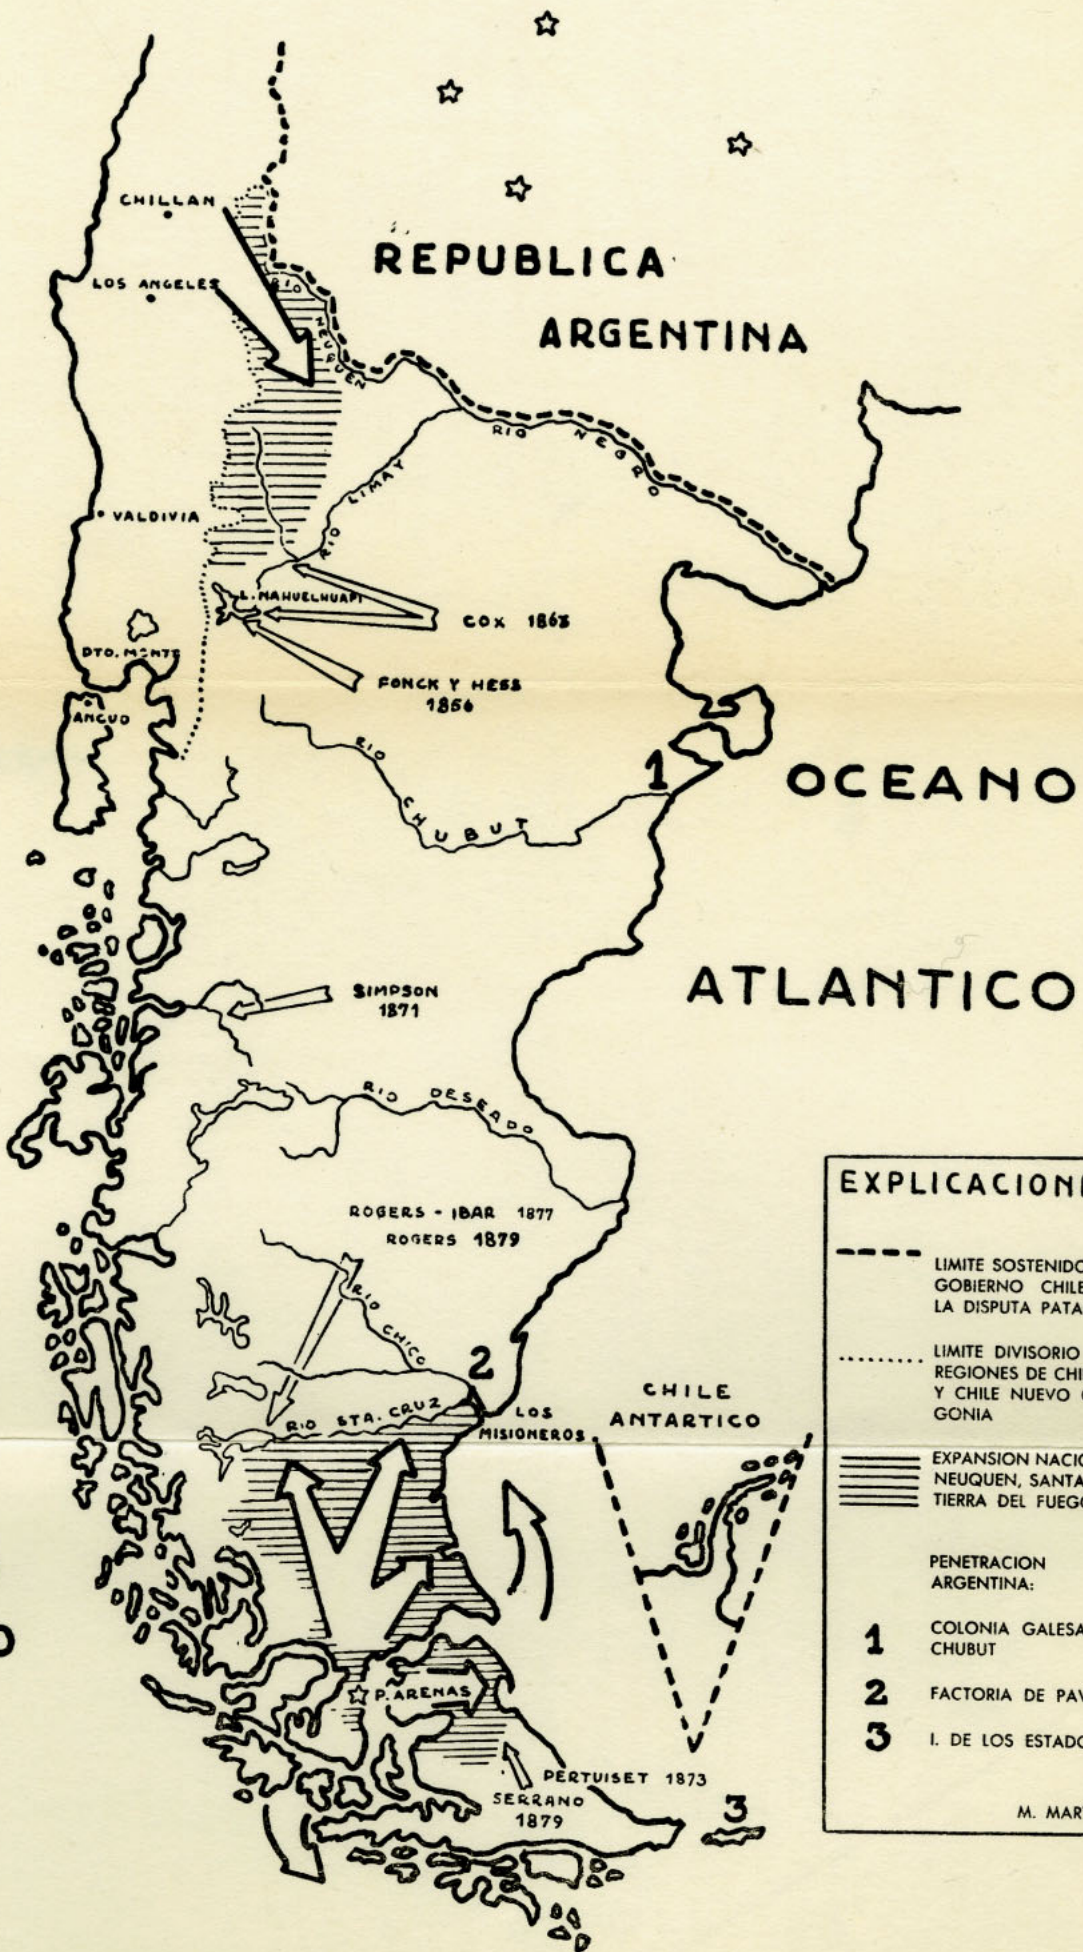 CHILLAN
LOS ANGELES
REPUBLICA
ARGENTINA
RIO
NEUQUEN
RIO NEGRO
RIO LIMAY
VALDIVIA
L. NAHUELHUAPI
COX 1863
PTO. MONTT
FONCK Y HESS
1856
ANCUD
RIO
CHUBUT
1
OCEANO
ATLANTICO
SIMPSON
1871
RIO DESEADO
ROGERS - IBAR 1877
ROGERS 1879
RIO
CHICO
2
RIO STA. CRUZ
LOS
MISIONEROS
CHILE
ANTARTICO
P. ARENAS
PERTUISET 1873
SERRANO
1879
3
EXPLICACION
LIMITE SOSTENIDO
GOBIERNO CHILE
LA DISPUTA PATA
LIMITE DIVISORIO
REGIONES DE CHI
Y CHILE NUEVO
GONIA
EXPANSION NACI
NEUQUEN, SANTA
TIERRA DEL FUEGO
PENETRACION
ARGENTINA:
1 COLONIA GALESA
CHUBUT
2 FACTORIA DE PAV
3 I. DE LOS ESTADO
M. MAR